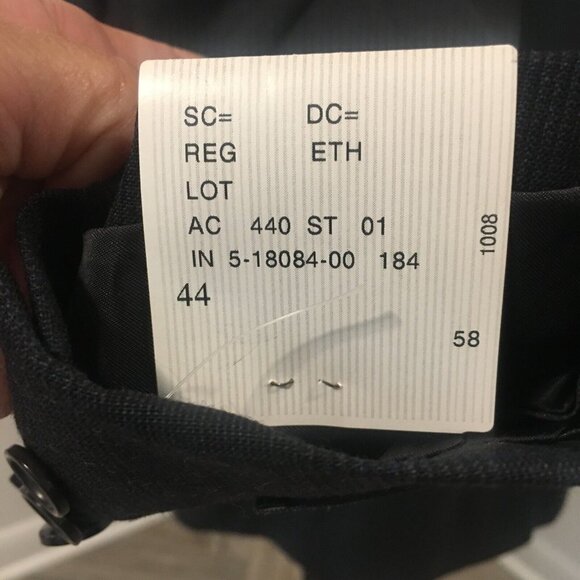 SC= DC=
REG ETH
LOT
AC 440 ST 01
IN 5-18084-00 184
44
58
1008